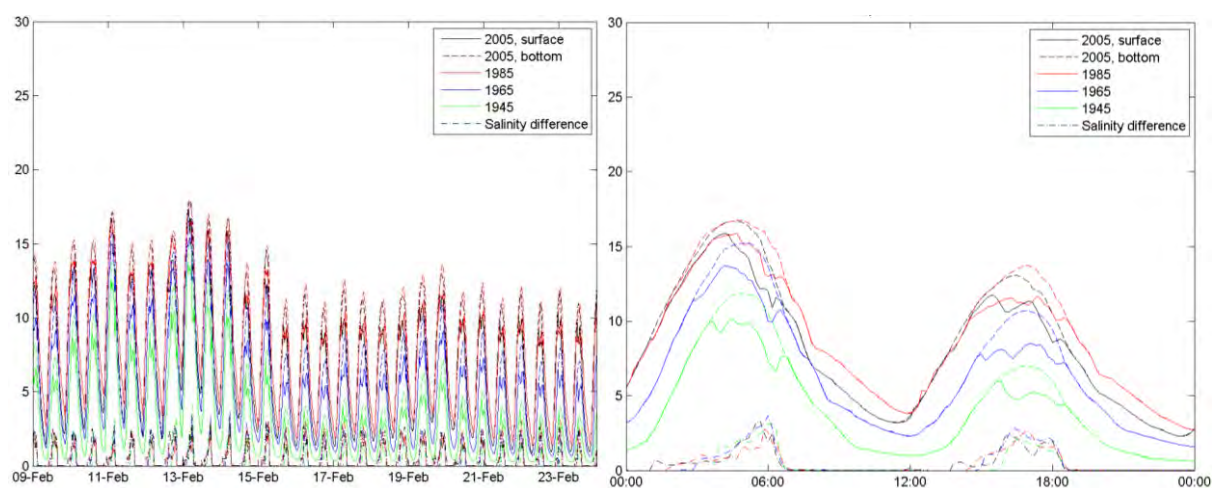 30
25
20
15
10
5
0
09-Feb 11-Feb 13-Feb 15-Feb 17-Feb 19-Feb 21-Feb 23-Feb
2005, surface
2005, bottom
1985
1965
1945
Salinity difference
30
25
20
15
10
5
0
00:00 06:00 12:00 18:00 00:00
2005, surface
2005, bottom
1985
1965
1945
Salinity difference